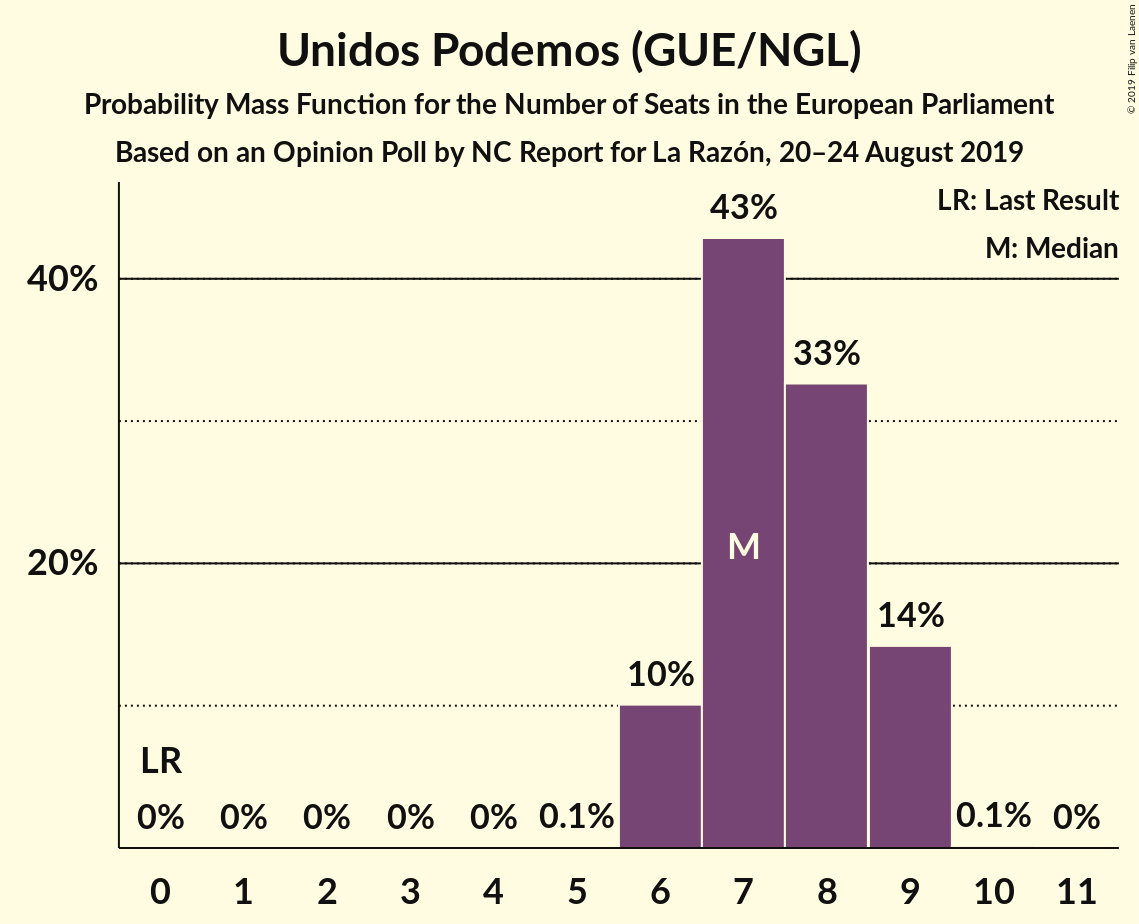 Unidos Podemos (GUE/NGL)
Probability Mass Function for the Number of Seats in the European Parliament
Based on an Opinion Poll by NC Report for La Razón, 20–24 August 2019
© 2019 Filip van Laenen
LR: Last Result
M: Median
43%
40%
33%
M
20%
14%
10%
LR
0% 0% 0% 0% 0% 0.1% 0.1% 0%
0 1 2 3 4 5 6 7 8 9 10 11